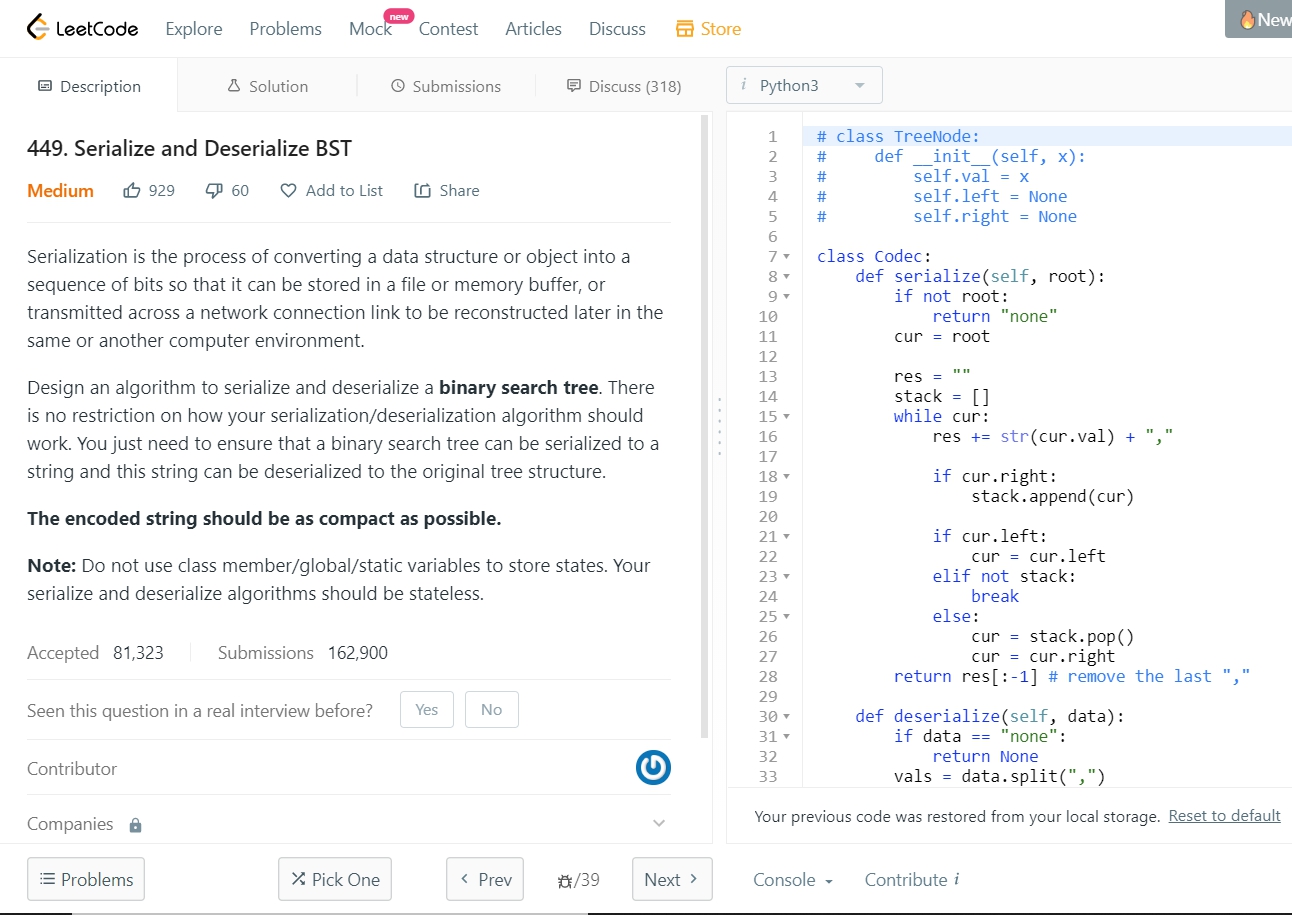 LeetCode Explore Problems Mock new Contest Articles Discuss Store 🔥New
Description Solution Submissions Discuss (318) i Python3
449. Serialize and Deserialize BST
Medium 929 60 Add to List Share
Serialization is the process of converting a data structure or object into a
sequence of bits so that it can be stored in a file or memory buffer, or
transmitted across a network connection link to be reconstructed later in the
same or another computer environment.
Design an algorithm to serialize and deserialize a binary search tree. There
is no restriction on how your serialization/deserialization algorithm should
work. You just need to ensure that a binary search tree can be serialized to a
string and this string can be deserialized to the original tree structure.
The encoded string should be as compact as possible.
Note: Do not use class member/global/static variables to store states. Your
serialize and deserialize algorithms should be stateless.
Accepted 81,323 Submissions 162,900
Seen this question in a real interview before? Yes No
Contributor
Companies
Problems Pick One Prev /39 Next
1 # class TreeNode:
2 #     def __init__(self, x):
3 #         self.val = x
4 #         self.left = None
5 #         self.right = None
6
7 class Codec:
8     def serialize(self, root):
9         if not root:
10             return "none"
11         cur = root
12
13         res = ""
14         stack = []
15         while cur:
16             res += str(cur.val) + ","
17
18             if cur.right:
19                 stack.append(cur)
20
21             if cur.left:
22                 cur = cur.left
23             elif not stack:
24                 break
25             else:
26                 cur = stack.pop()
27                 cur = cur.right
28         return res[:-1] # remove the last ","
29
30     def deserialize(self, data):
31         if data == "none":
32             return None
33         vals = data.split(",")
Your previous code was restored from your local storage. Reset to default
Console Contribute i